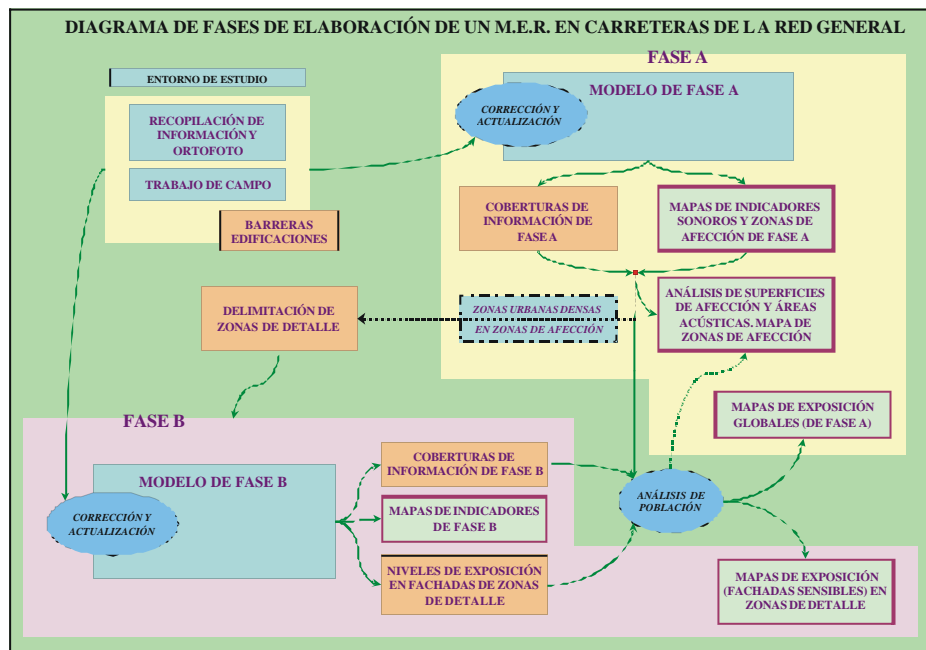 DIAGRAMA DE FASES DE ELABORACIÓN DE UN M.E.R. EN CARRETERAS DE L A RED GENERAL
FASE A
ENTORNO DE ESTUDIO
MODELO DE FASE A
CORRECCIÓN Y
ACTUALIZACIÓN
RECOPILACIÓN DE
INFORMACIÓN Y
ORTOFOTO
TRABAJO DE CAMPO
BARRERAS
EDIFICACIONES
COBERTURAS DE
INFORMACIÓN DE
FASE A
MAPAS DE INDICADORES
SONOROS Y ZONAS DE
AFECCIÓN DE FASE A
DELIMITACIÓN DE
ZONAS DE DETALLE
ZONAS URBANAS DENSAS
EN ZONAS DE AFECCIÓN
ANÁLISIS DE SUPERFICIES
DE AFECCIÓN Y ÁREAS
ACÚSTICAS. MAPA DE
ZONAS DE AFECCIÓN
MAPAS DE EXPOSICIÓN
GLOBALES (DE FASE A)
FASE B
MODELO DE FASE B
CORRECCIÓN Y
ACTUALIZACIÓN
COBERTURAS DE
INFORMACIÓN DE FASE B
MAPAS DE INDICADORES
DE FASE B
NIVELES DE EXPOSICIÓN
EN FACHADAS DE ZONAS
DE DETALLE
ANÁLISIS DE
POBLACIÓN
MAPAS DE EXPOSICIÓN
(FACHADAS SENSIBLES) EN
ZONAS DE DETALLE